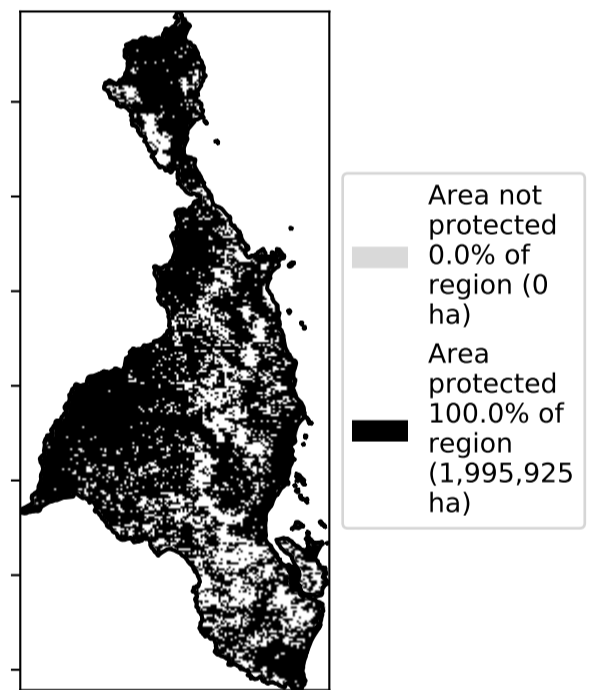 Area not
protected
0.0% of
region (0
ha)
Area
protected
100.0% of
region
(1,995,925
ha)